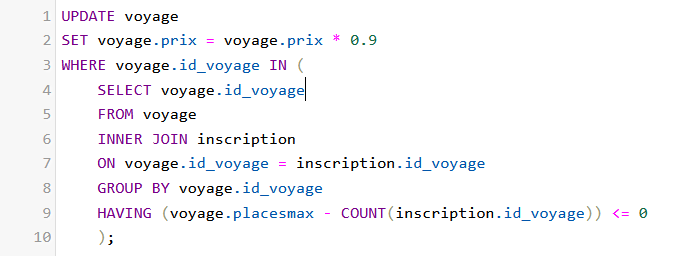 1 UPDATE voyage
2 SET voyage.prix = voyage.prix * 0.9
3 WHERE voyage.id_voyage IN (
4     SELECT voyage.id_voyage
5     FROM voyage
6     INNER JOIN inscription
7     ON voyage.id_voyage = inscription.id_voyage
8     GROUP BY voyage.id_voyage
9     HAVING (voyage.placesmax - COUNT(inscription.id_voyage)) <= 0
10     );